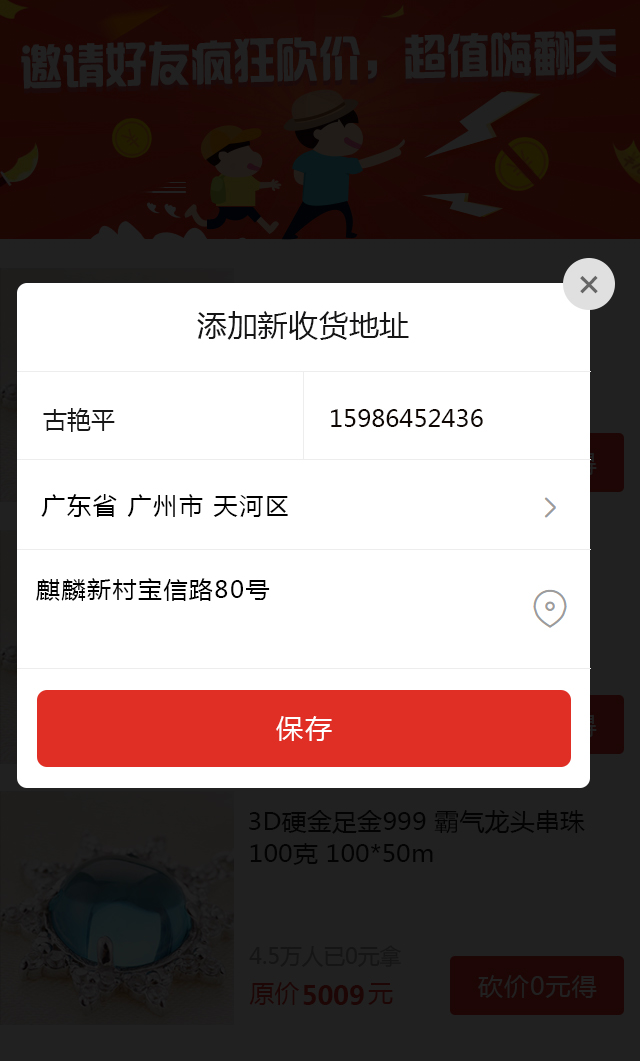 邀请好友疯狂砍价，超值嗨翻天
添加新收货地址
古艳平
15986452436
广东省 广州市 天河区
得
麒麟新村宝信路80号
得
保存
3D硬金足金999 霸气龙头串珠
100克 100*50m
4.5万人已0元拿
原价5009元
砍价0元得